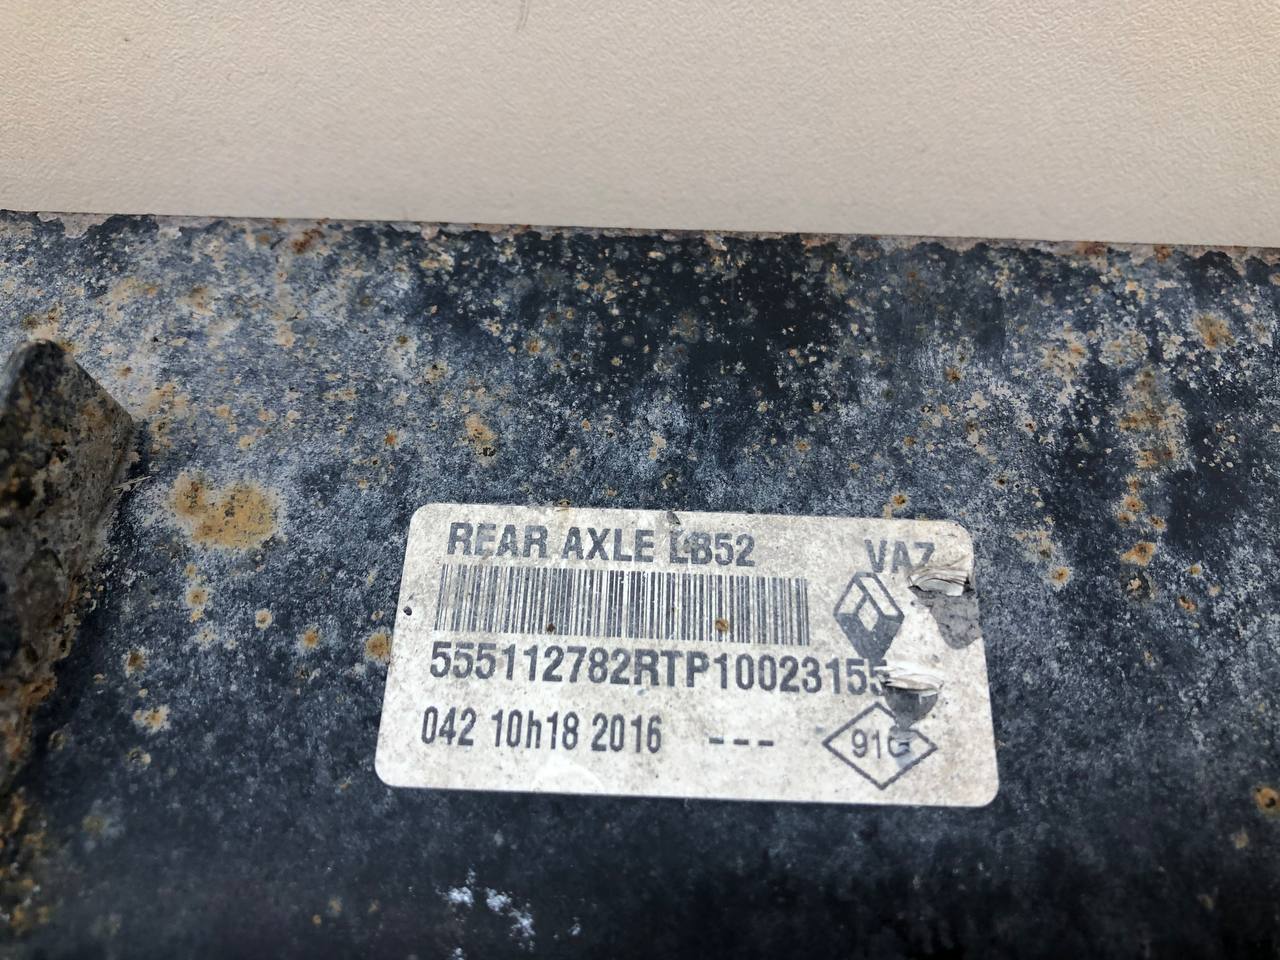 REAR AXLE LB52 VAZ
555112782RTP10023155
042 10h18 2016 ---
91G